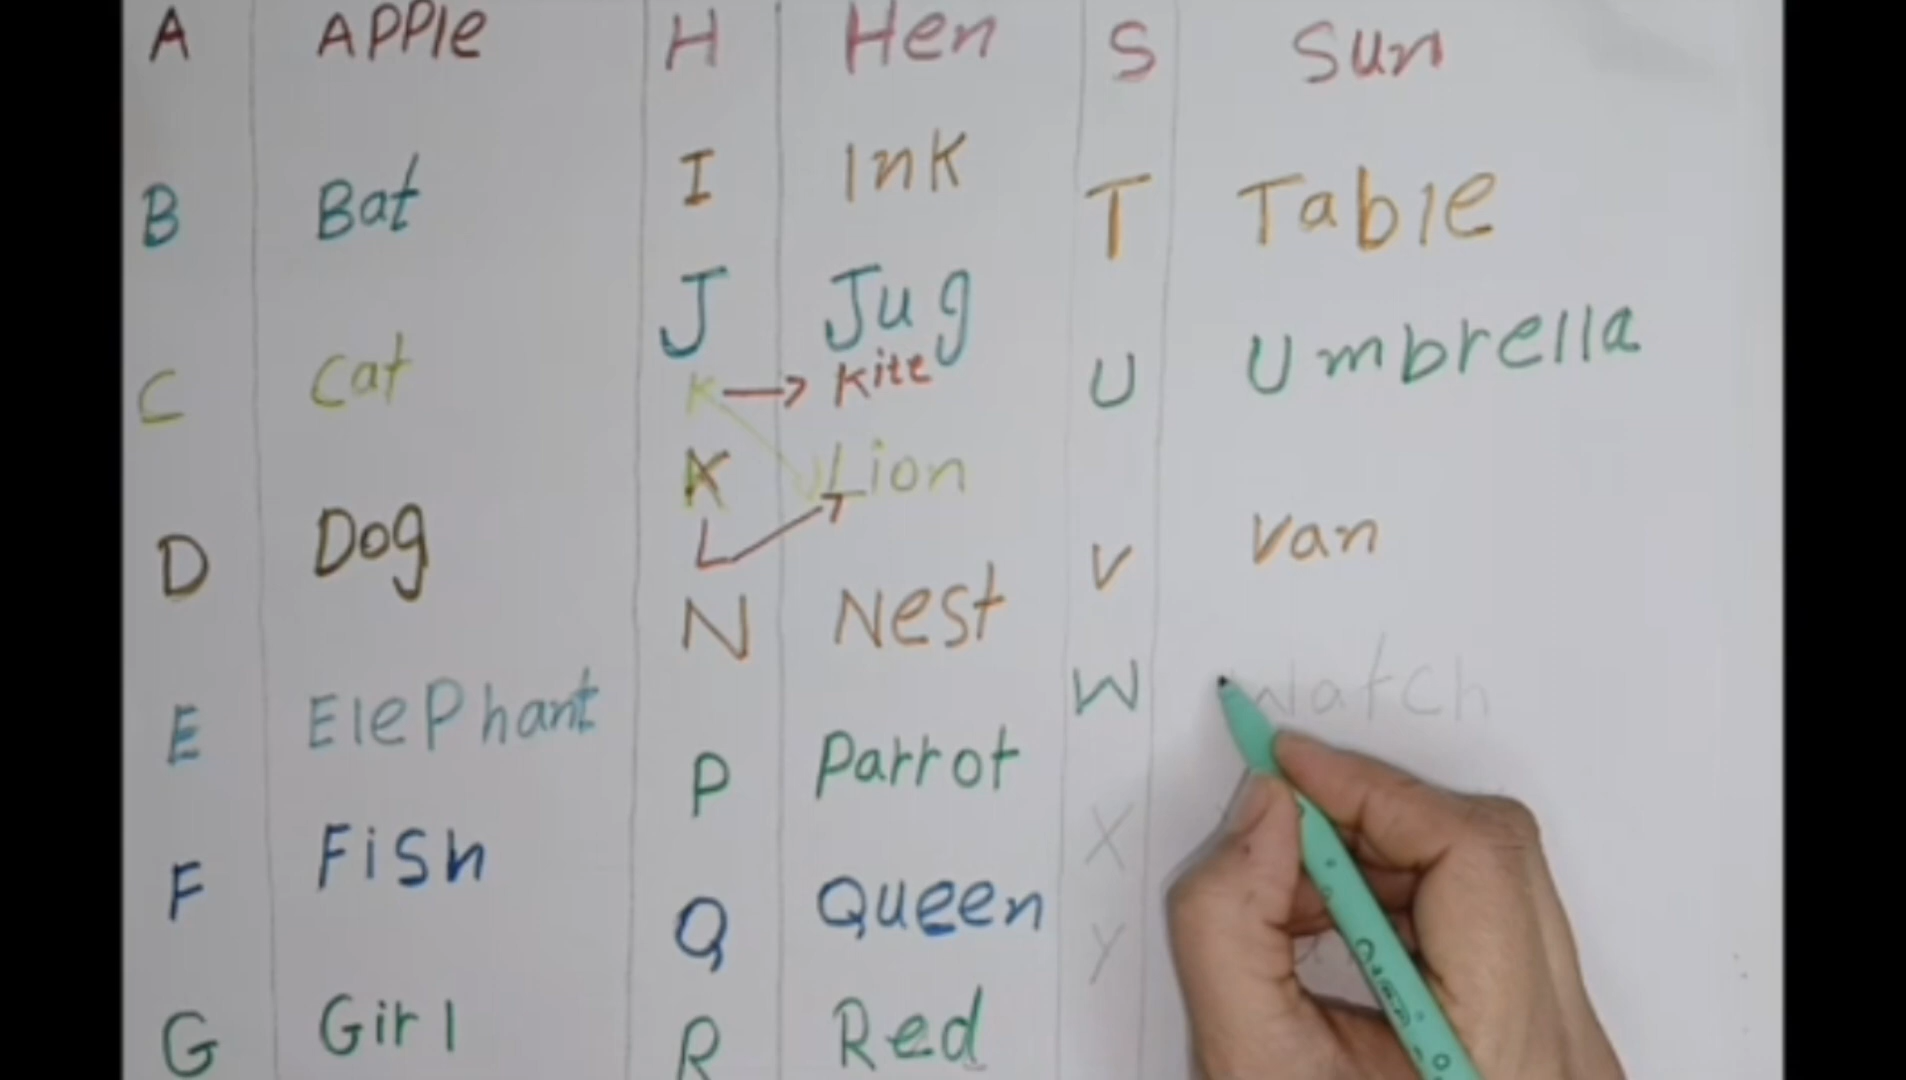 A APPle
B Bat
C Cat
D Dog
E ElePhant
F FiSh
G Girl
H Hen
I Ink
J Jug
K → Kite
K Lion
L
N Nest
P Parrot
Q Queen
R Red
S Sun
T Table
U Umbrella
V Van
W Watch
X
Y